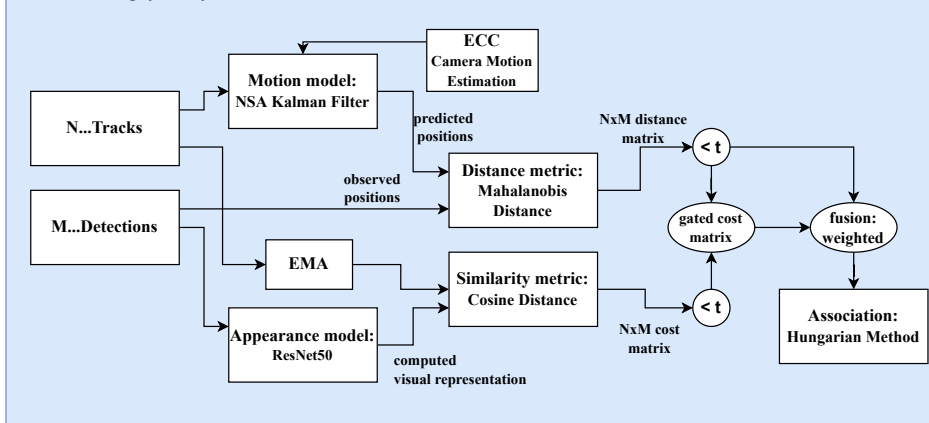 ECC
Camera Motion
Estimation
Motion model:
NSA Kalman Filter
N...Tracks
predicted
positions
NxM distance
matrix
< t
observed
positions
Distance metric:
Mahalanobis
Distance
M...Detections
gated cost
matrix
fusion:
weighted
EMA
Similarity metric:
Cosine Distance
< t
Appearance model:
ResNet50
NxM cost
matrix
Association:
Hungarian Method
computed
visual representation